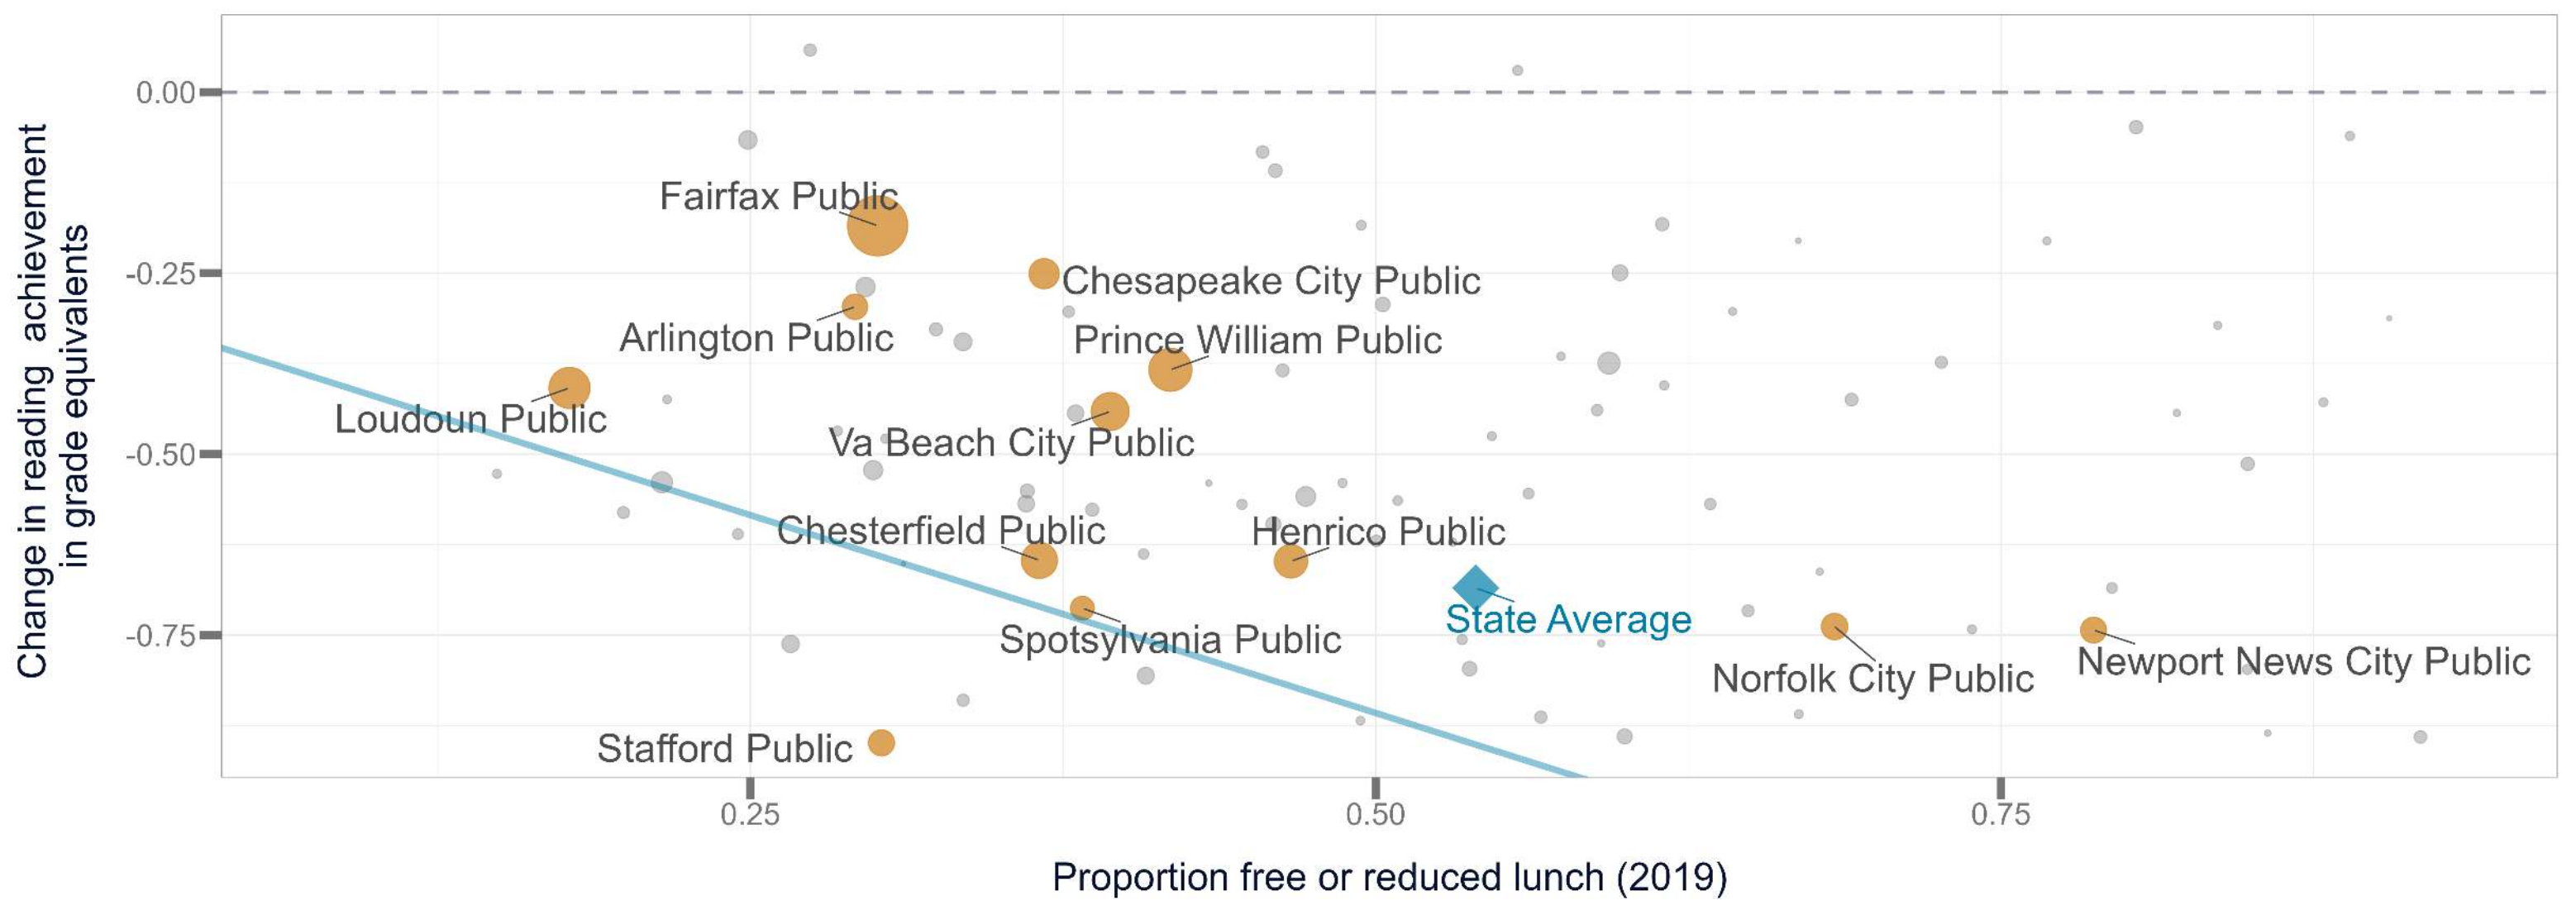 Change in reading achievement
in grade equivalents
0.00
-0.25
-0.50
-0.75
Fairfax Public
Chesapeake City Public
Arlington Public
Prince William Public
Loudoun Public
Va Beach City Public
Chesterfield Public
Henrico Public
State Average
Spotsylvania Public
Norfolk City Public
Newport News City Public
Stafford Public
0.25
0.50
0.75
Proportion free or reduced lunch (2019)